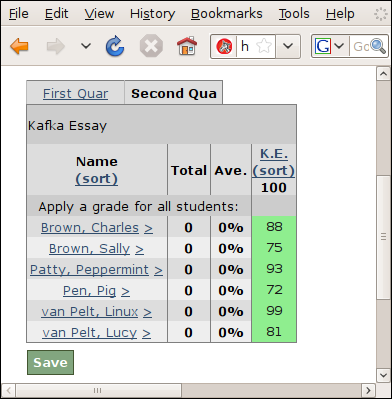 File View History Bookmarks Tools Help
h
G Go
First Quar Second Qua
Kafka Essay
Name (sort) Total Ave. K.E. (sort) 100
Apply a grade for all students:
Brown, Charles > 0 0% 88
Brown, Sally > 0 0% 75
Patty, Peppermint > 0 0% 93
Pen, Pig > 0 0% 72
van Pelt, Linux > 0 0% 99
van Pelt, Lucy > 0 0% 81
Save